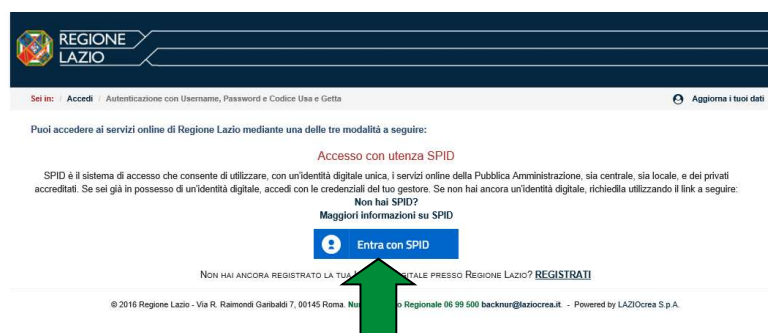 REGIONE
LAZIO
Sei in: / Accedi / Autenticazione con Username, Password e Codice Usa e Getta
Aggiorna i tuoi dati
Puoi accedere ai servizi online di Regione Lazio mediante una delle tre modalità a seguire:
Accesso con utenza SPID
SPID è il sistema di accesso che consente di utilizzare, con un'identità digitale unica, i servizi online della Pubblica Amministrazione, sia centrale, sia locale, e dei privati
accreditati. Se sei già in possesso di un'identità digitale, accedi con le credenziali del tuo gestore. Se non hai ancora un'identità digitale, richiedila utilizzando il link a seguire:
Non hai SPID?
Maggiori informazioni su SPID
Entra con SPID
NON HAI ANCORA REGISTRATO LA TUA PRESSO REGIONE LAZIO? REGISTRATI
© 2016 Regione Lazio - Via R. Raimondi Garibaldi 7, 00145 Roma. Regionale 06 99 500 backnur@laziocrea.it - Powered by LAZIOcrea S.p.A.